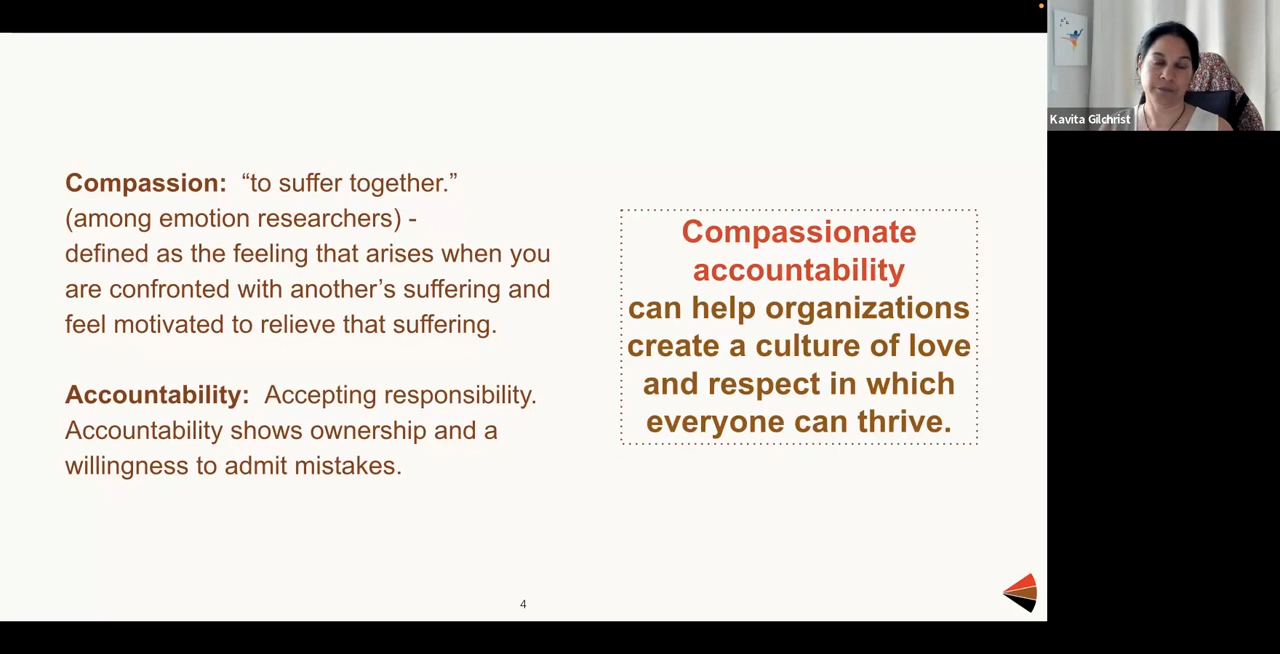 Compassion:  “to suffer together.”
(among emotion researchers) -
defined as the feeling that arises when you
are confronted with another’s suffering and
feel motivated to relieve that suffering.
Accountability:  Accepting responsibility.
Accountability shows ownership and a
willingness to admit mistakes.
Compassionate
accountability
can help organizations
create a culture of love
and respect in which
everyone can thrive.
4
Kavita Gilchrist